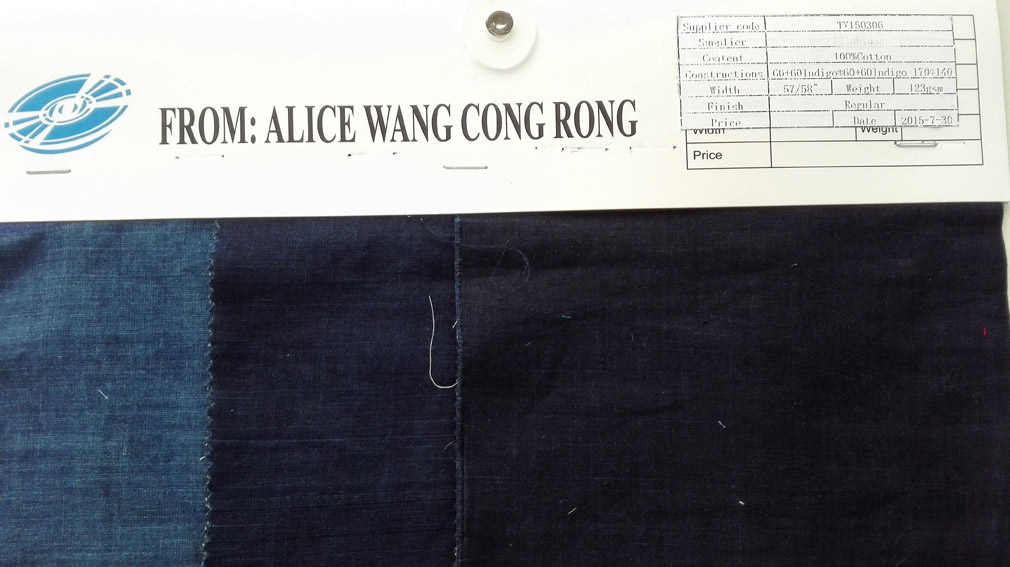 FROM: ALICE WANG CONG RONG
Supplier code TY150306
Supplier
Content 100%Cotton
Constructions 60+60Indigo*60+60Indigo 170*140
Width 57/58" Weight 123gsm
Finish Regular
Price Date 2015-7-30
Width Weight
Price